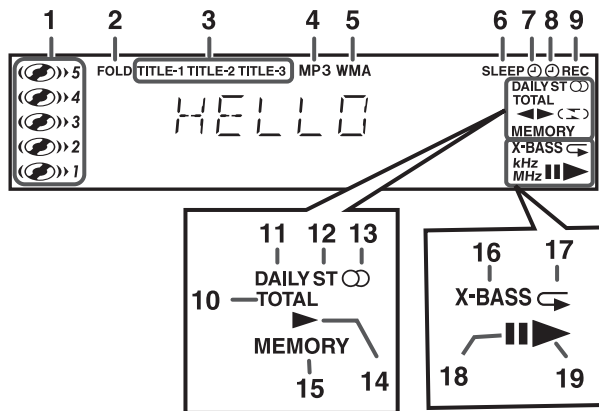 1 2 3 4 5 6 7 8 9
5 FOLD TITLE-1 TITLE-2 TITLE-3 MP3 WMA SLEEP REC
4 DAILY ST
TOTAL
3 HELLO
MEMORY
2 X-BASS
kHz
1 MHz
11 12 13
DAILY ST
10 TOTAL
MEMORY
15 14
16 17
X-BASS
18 19